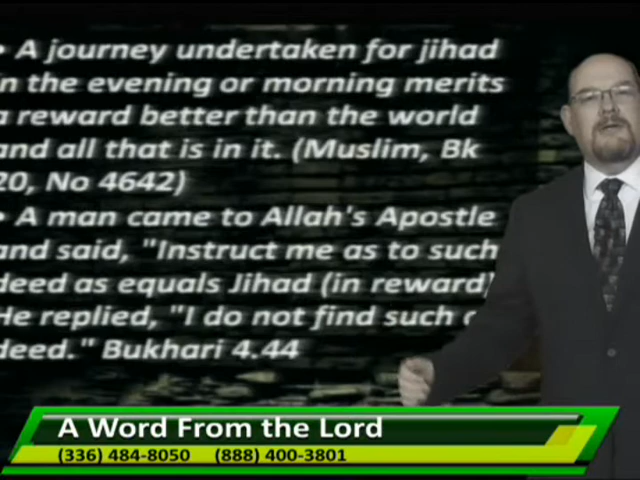 • A journey undertaken for jihad
in the evening or morning merits
a reward better than the world
and all that is in it. (Muslim, Bk
20, No 4642)
• A man came to Allah's Apostle
and said, "Instruct me as to such
deed as equals Jihad (in reward)
He replied, "I do not find such a
deed." Bukhari 4.44
A Word From the Lord
(336) 484-8050 (888) 400-3801